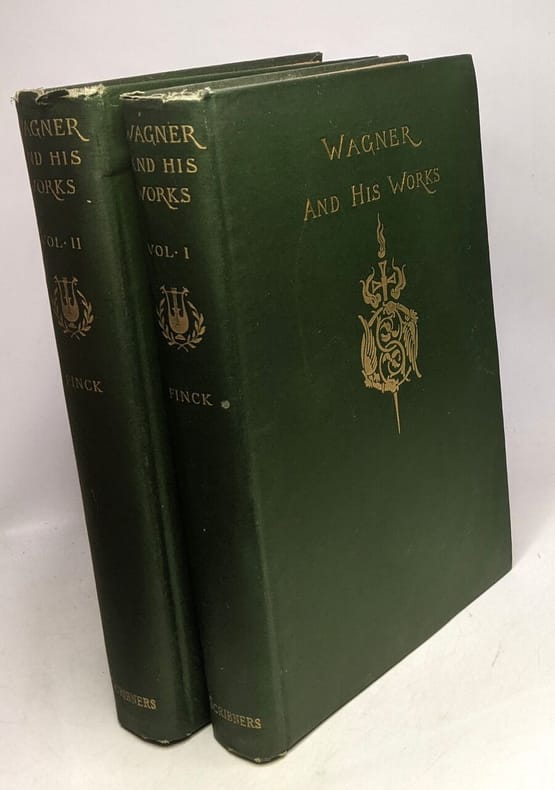 WAGNER
AND HIS
WORKS
VOL · II
FINCK
SCRIBNERS
WAGNER
AND HIS
WORKS
VOL · I
FINCK
SCRIBNERS
WAGNER
AND HIS WORKS